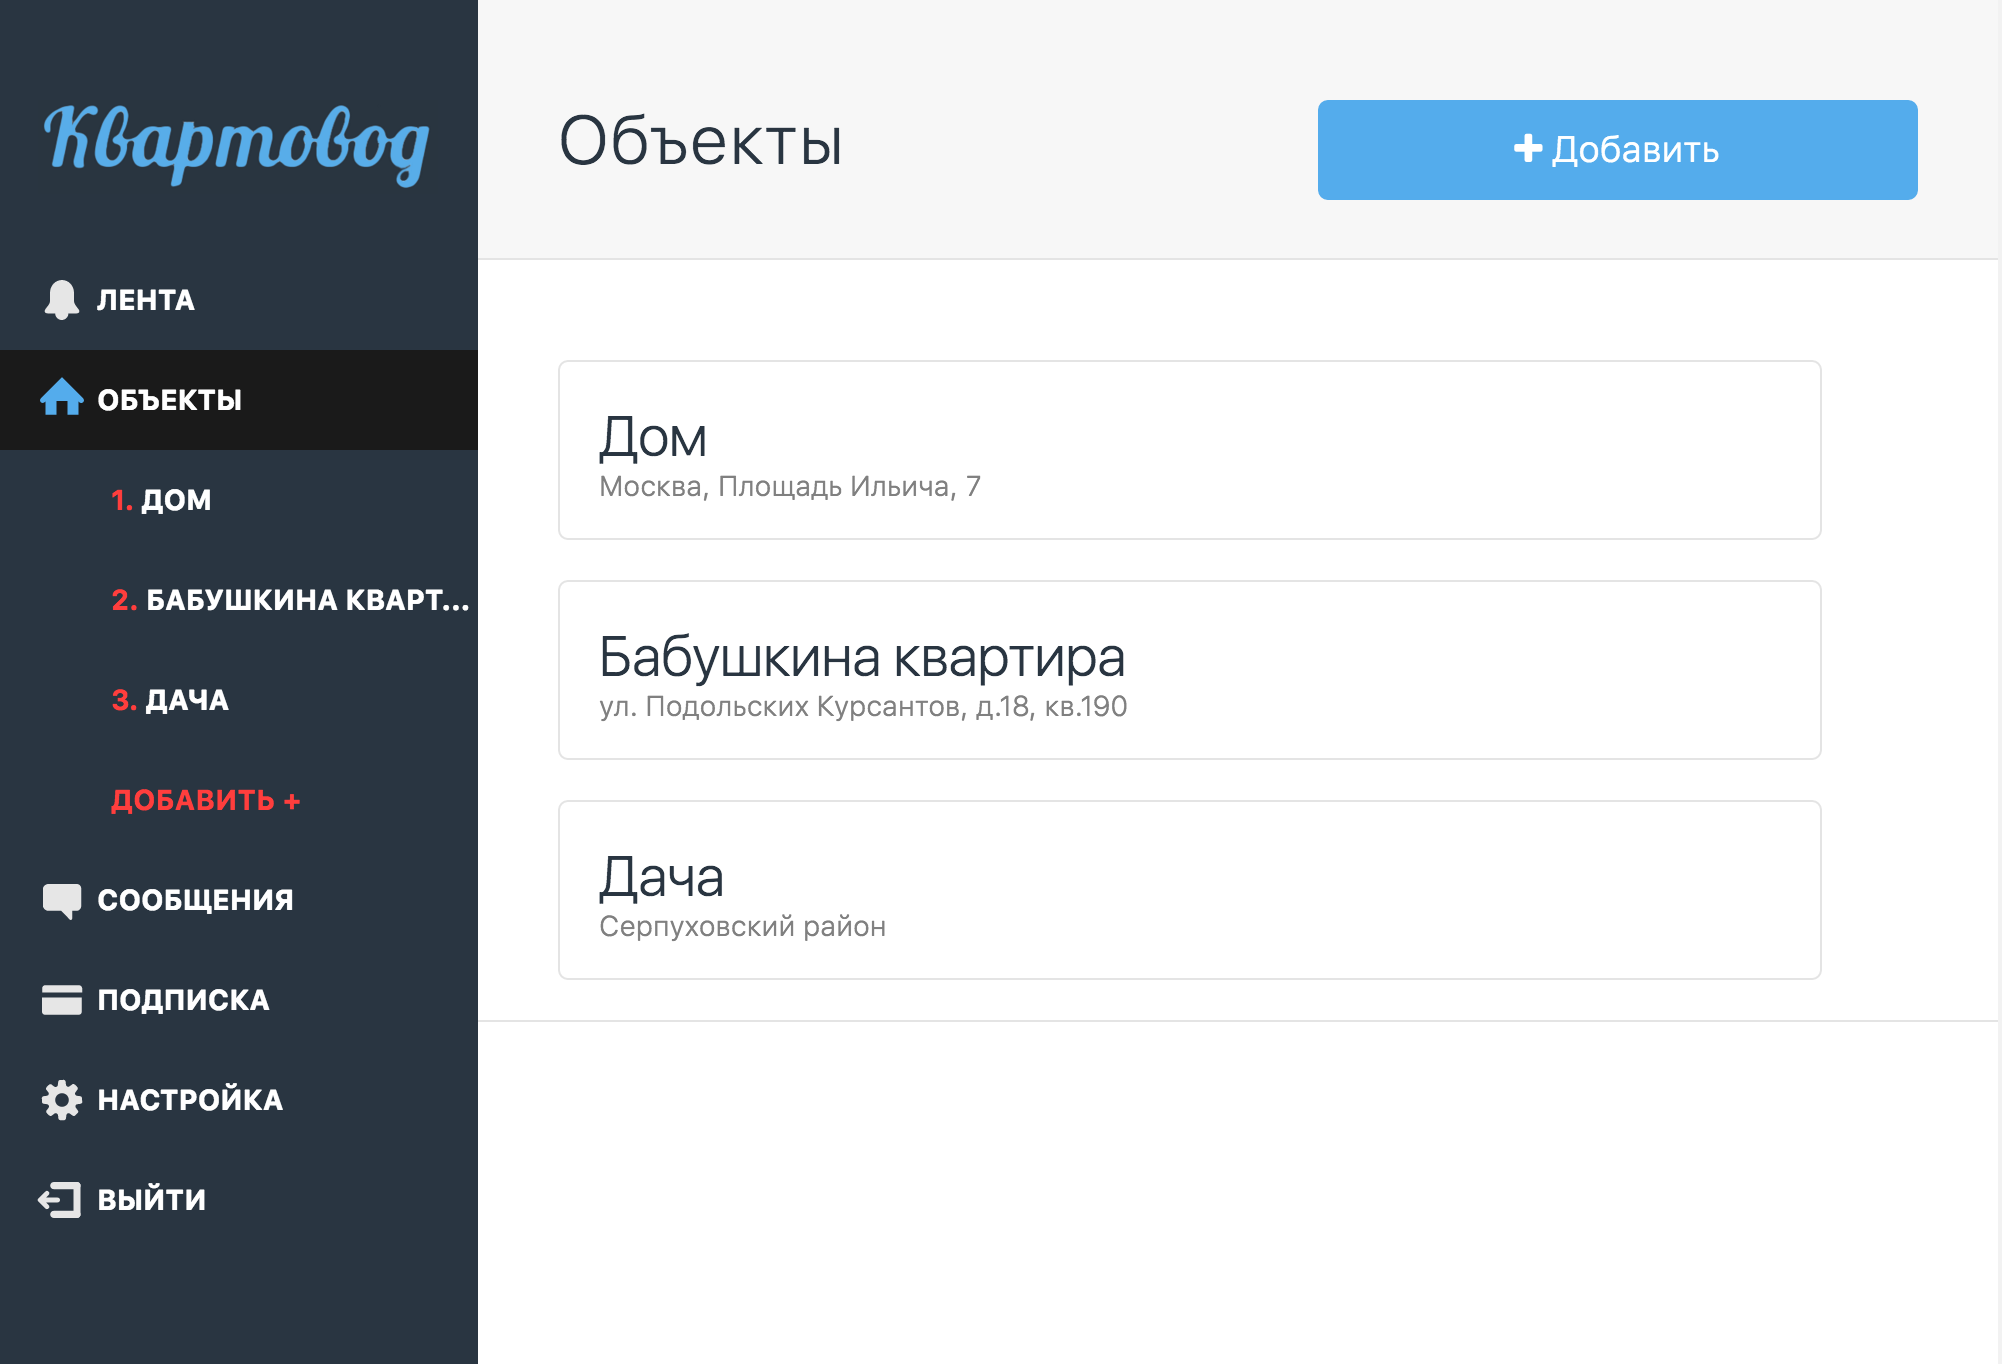 Квартовод
ЛЕНТА
ОБЪЕКТЫ
1. ДОМ
2. БАБУШКИНА КВАРТ...
3. ДАЧА
ДОБАВИТЬ +
СООБЩЕНИЯ
ПОДПИСКА
НАСТРОЙКА
ВЫЙТИ
Объекты
+ Добавить
Дом
Москва, Площадь Ильича, 7
Бабушкина квартира
ул. Подольских Курсантов, д.18, кв.190
Дача
Серпуховский район